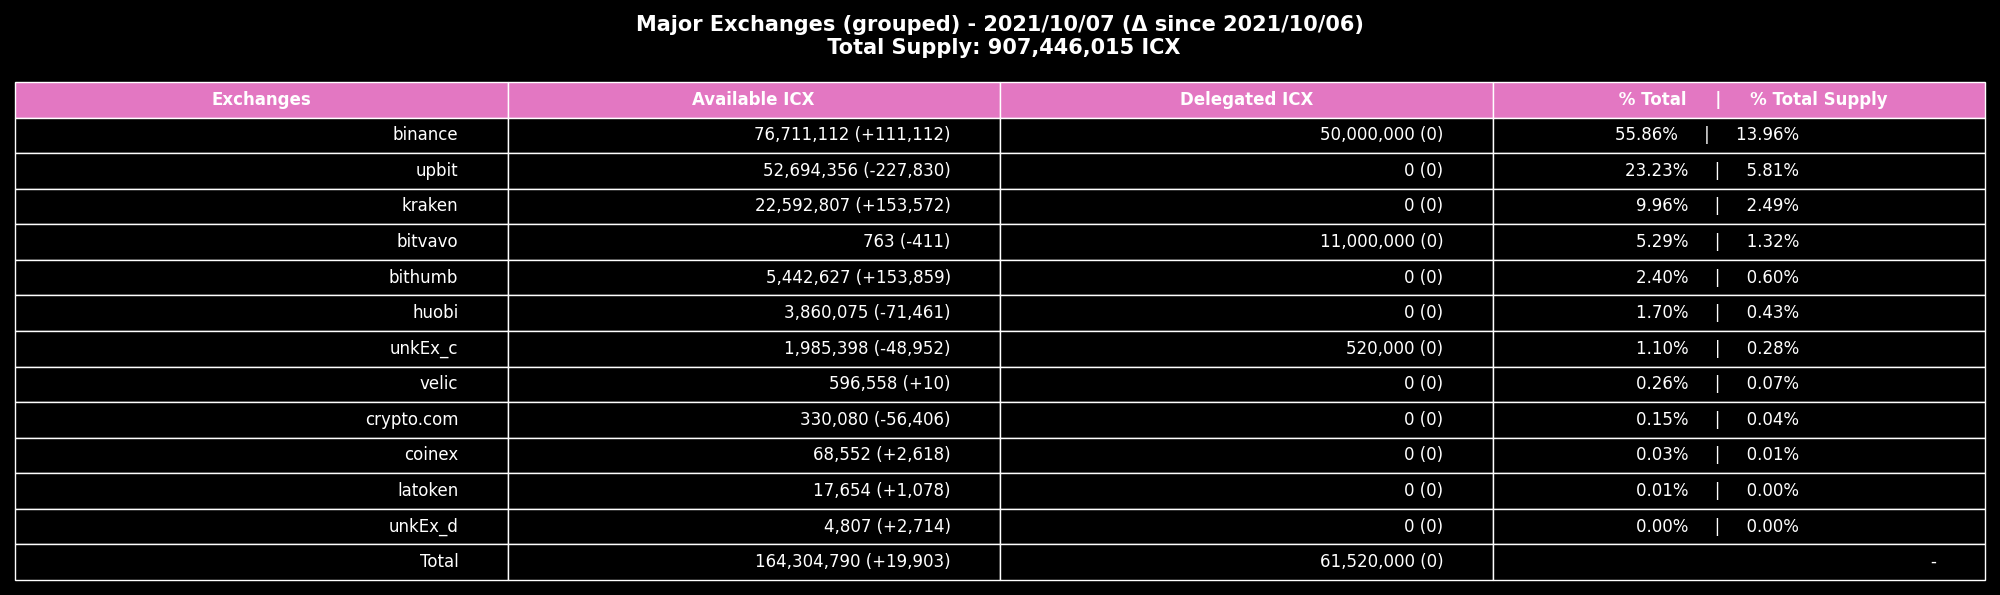 Major Exchanges (grouped) - 2021/10/07 (Δ since 2021/10/06)
Total Supply: 907,446,015 ICX
Exchanges Available ICX Delegated ICX % Total | % Total Supply
binance 76,711,112 (+111,112) 50,000,000 (0) 55.86% | 13.96%
upbit 52,694,356 (-227,830) 0 (0) 23.23% | 5.81%
kraken 22,592,807 (+153,572) 0 (0) 9.96% | 2.49%
bitvavo 763 (-411) 11,000,000 (0) 5.29% | 1.32%
bithumb 5,442,627 (+153,859) 0 (0) 2.40% | 0.60%
huobi 3,860,075 (-71,461) 0 (0) 1.70% | 0.43%
unkEx_c 1,985,398 (-48,952) 520,000 (0) 1.10% | 0.28%
velic 596,558 (+10) 0 (0) 0.26% | 0.07%
crypto.com 330,080 (-56,406) 0 (0) 0.15% | 0.04%
coinex 68,552 (+2,618) 0 (0) 0.03% | 0.01%
latoken 17,654 (+1,078) 0 (0) 0.01% | 0.00%
unkEx_d 4,807 (+2,714) 0 (0) 0.00% | 0.00%
Total 164,304,790 (+19,903) 61,520,000 (0) -